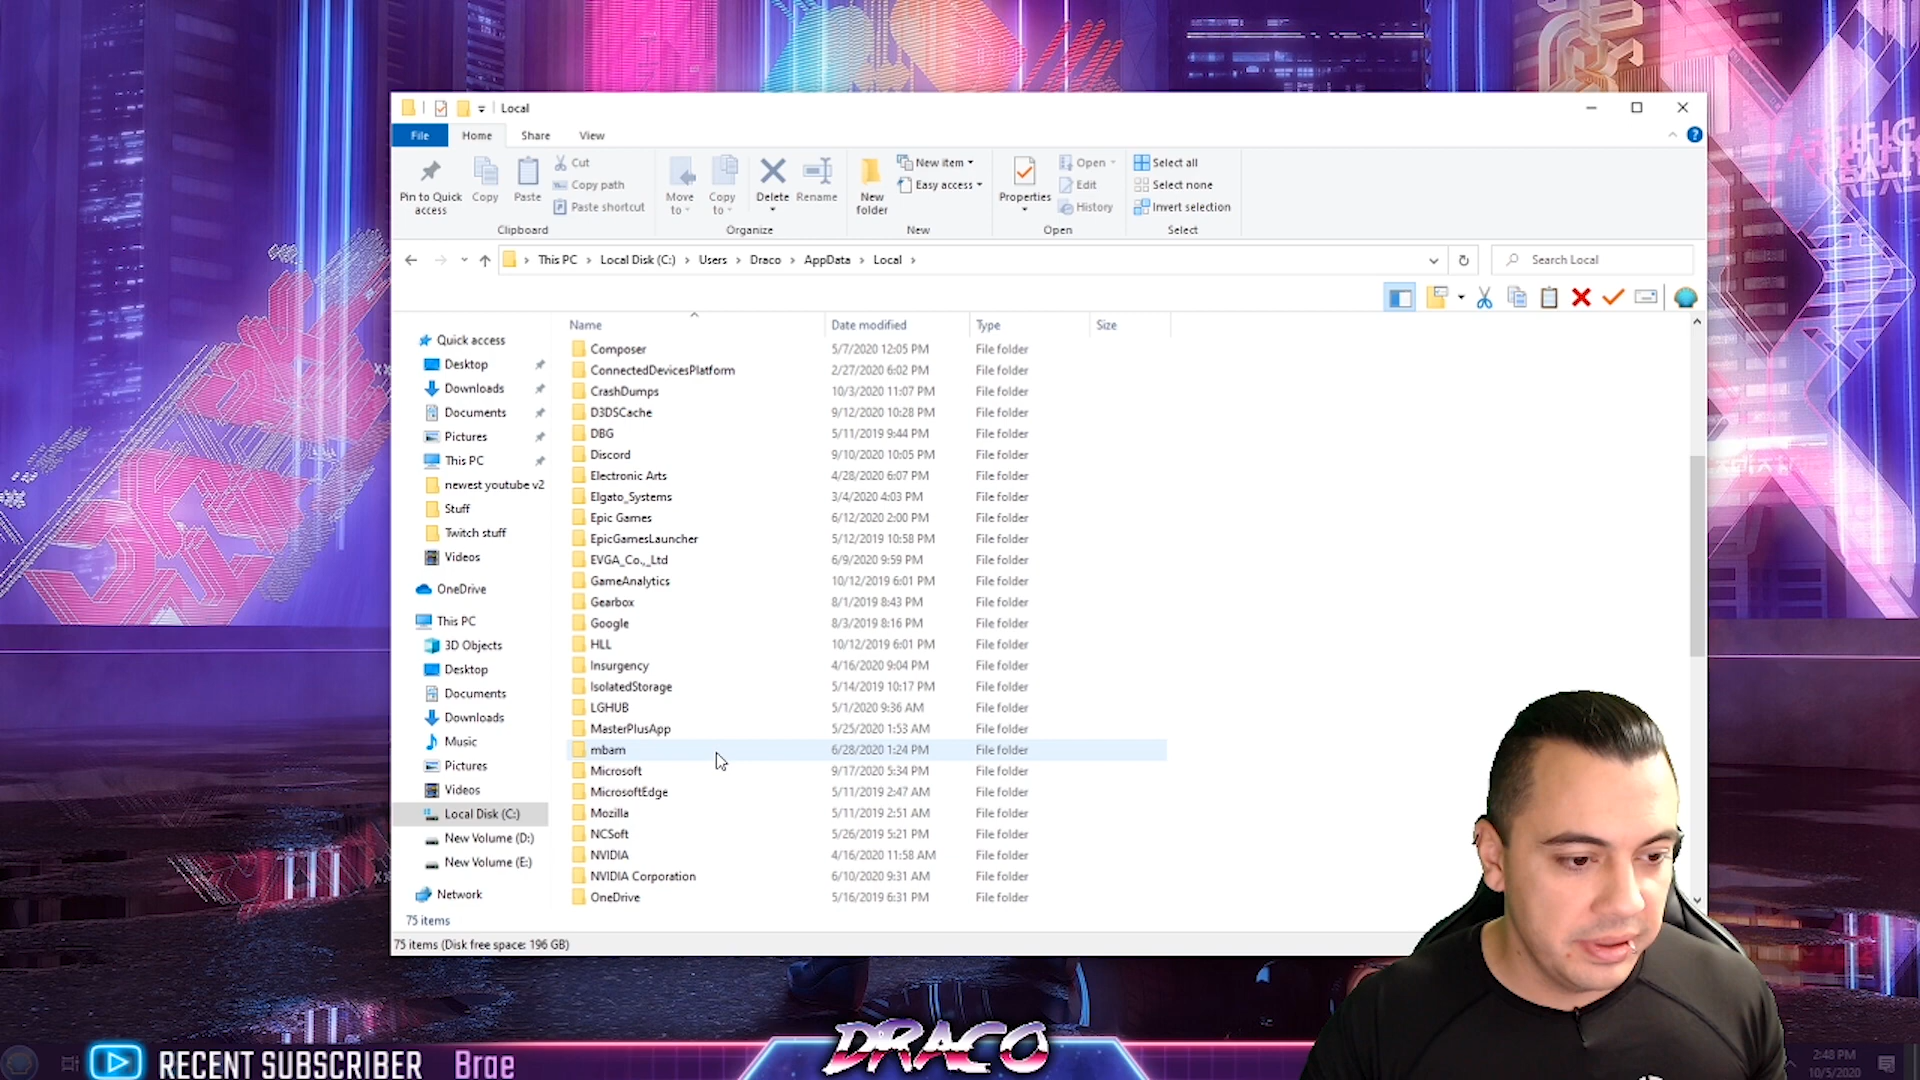 Local
File Home Share View
Pin to Quick access
Copy
Paste
Cut
Copy path
Paste shortcut
Clipboard
Move to
Copy to
Delete
Rename
Organize
New folder
New item
Easy access
New
Properties
Open
Edit
History
Open
Select all
Select none
Invert selection
Select
This PC › Local Disk (C:) › Users › Draco › AppData › Local ›
Search Local
Quick access
Desktop
Downloads
Documents
Pictures
This PC
newest youtube v2
Stuff
Twitch stuff
Videos
OneDrive
This PC
3D Objects
Desktop
Documents
Downloads
Music
Pictures
Videos
Local Disk (C:)
New Volume (D:)
New Volume (E:)
Network
Name Date modified Type Size
Composer 5/7/2020 12:05 PM File folder
ConnectedDevicesPlatform 2/27/2020 6:02 PM File folder
CrashDumps 10/3/2020 11:07 PM File folder
D3DSCache 9/12/2020 10:28 PM File folder
DBG 5/11/2019 9:44 PM File folder
Discord 9/10/2020 10:05 PM File folder
Electronic Arts 4/28/2020 6:07 PM File folder
Elgato_Systems 3/4/2020 4:03 PM File folder
Epic Games 6/12/2020 2:00 PM File folder
EpicGamesLauncher 5/12/2019 10:58 PM File folder
EVGA_Co.,_Ltd 6/9/2020 9:59 PM File folder
GameAnalytics 10/12/2019 6:01 PM File folder
Gearbox 8/1/2019 8:43 PM File folder
Google 8/3/2019 8:16 PM File folder
HLL 10/12/2019 6:01 PM File folder
Insurgency 4/16/2020 9:04 PM File folder
IsolatedStorage 5/14/2019 10:17 PM File folder
LGHUB 5/1/2020 9:36 AM File folder
MasterPlusApp 5/25/2020 1:53 AM File folder
mbam 6/28/2020 1:24 PM File folder
Microsoft 9/17/2020 5:34 PM File folder
MicrosoftEdge 5/11/2019 2:47 AM File folder
Mozilla 5/11/2019 2:51 AM File folder
NCSoft 5/26/2019 5:21 PM File folder
NVIDIA 4/16/2020 11:58 AM File folder
NVIDIA Corporation 6/10/2020 9:31 AM File folder
OneDrive 5/16/2019 6:31 PM File folder
75 items
75 items (Disk free space: 196 GB)
RECENT SUBSCRIBER Brae
DRACO
2:48 PM
10/5/2020